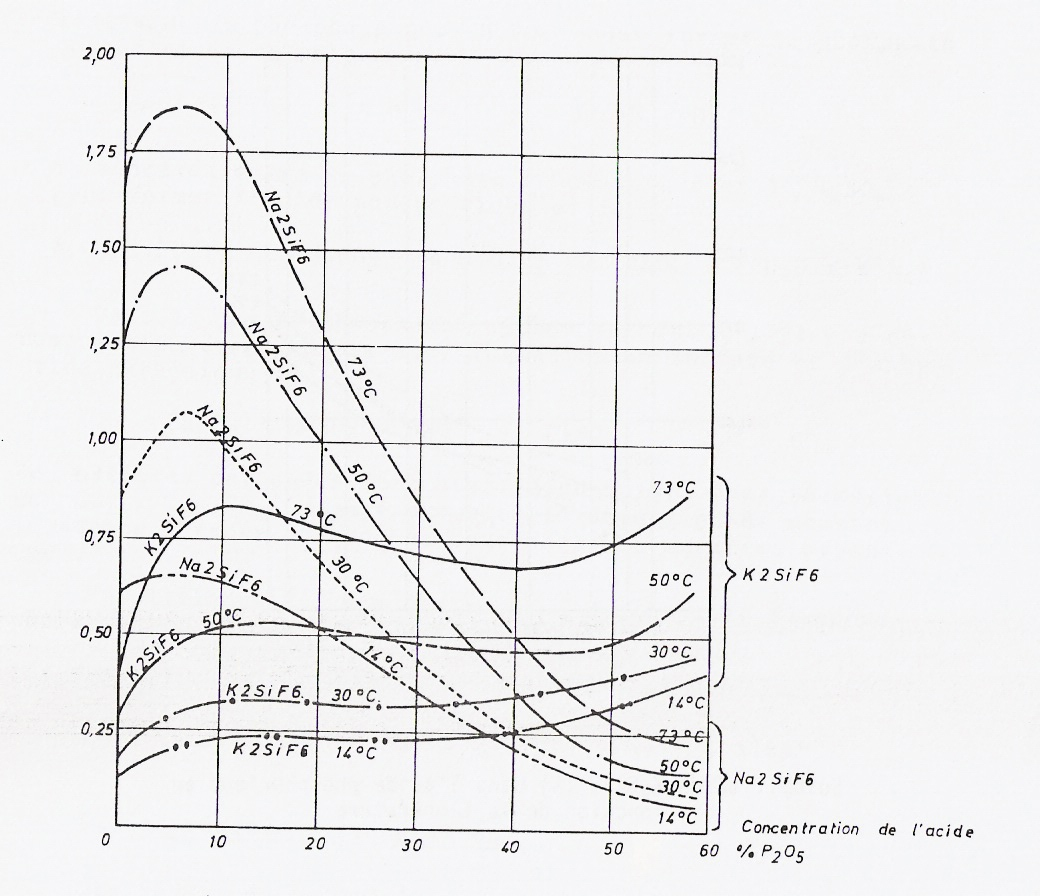 2,00
1,75
1,50
1,25
1,00
0,75
0,50
0,25
0
0
10
20
30
40
50
60
Na2SiF6
73°C
Na2SiF6
50°C
Na2SiF6
30°C
K2SiF6
73°C
73°C
Na2SiF6
14°C
K2SiF6
50°C
50°C
K2SiF6
30°C
30°C
K2SiF6
14°C
14°C
K2SiF6
73°C
50°C
30°C
14°C
Na2SiF6
Concentration de l'acide
% P2O5